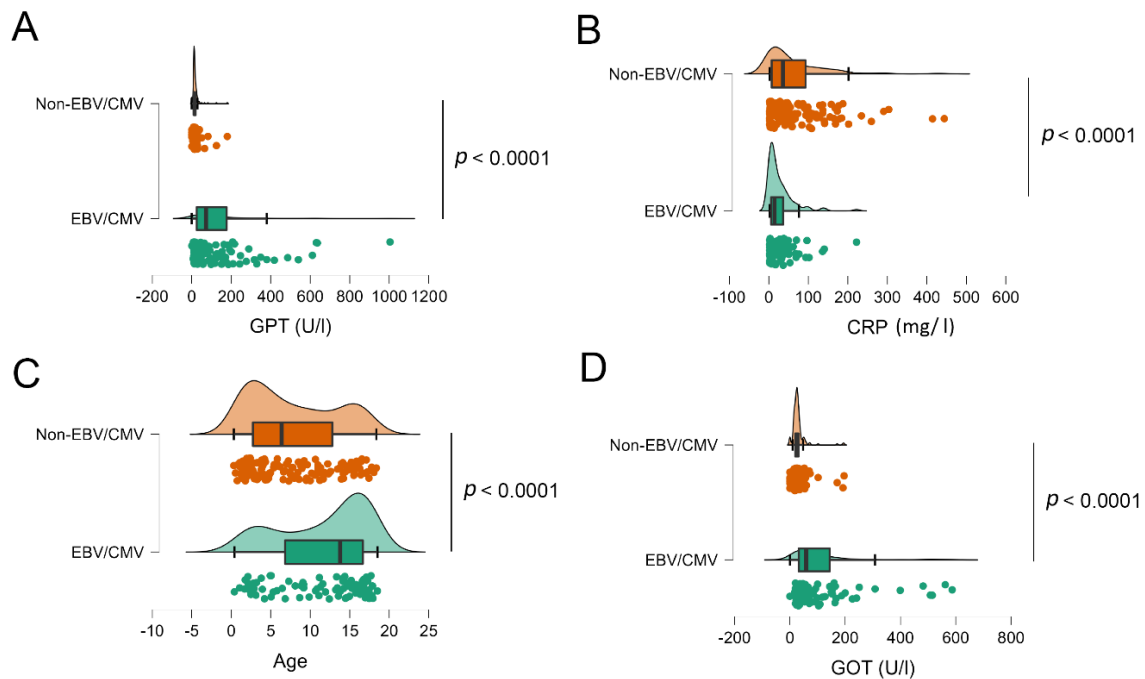 A
Non-EBV/CMV
EBV/CMV
p < 0.0001
-200 0 200 400 600 800 1000 1200
GPT (U/l)
B
Non-EBV/CMV
EBV/CMV
p < 0.0001
-100 0 100 200 300 400 500 600
CRP (mg/ l)
C
Non-EBV/CMV
EBV/CMV
p < 0.0001
-10 -5 0 5 10 15 20 25
Age
D
Non-EBV/CMV
EBV/CMV
p < 0.0001
-200 0 200 400 600 800
GOT (U/l)